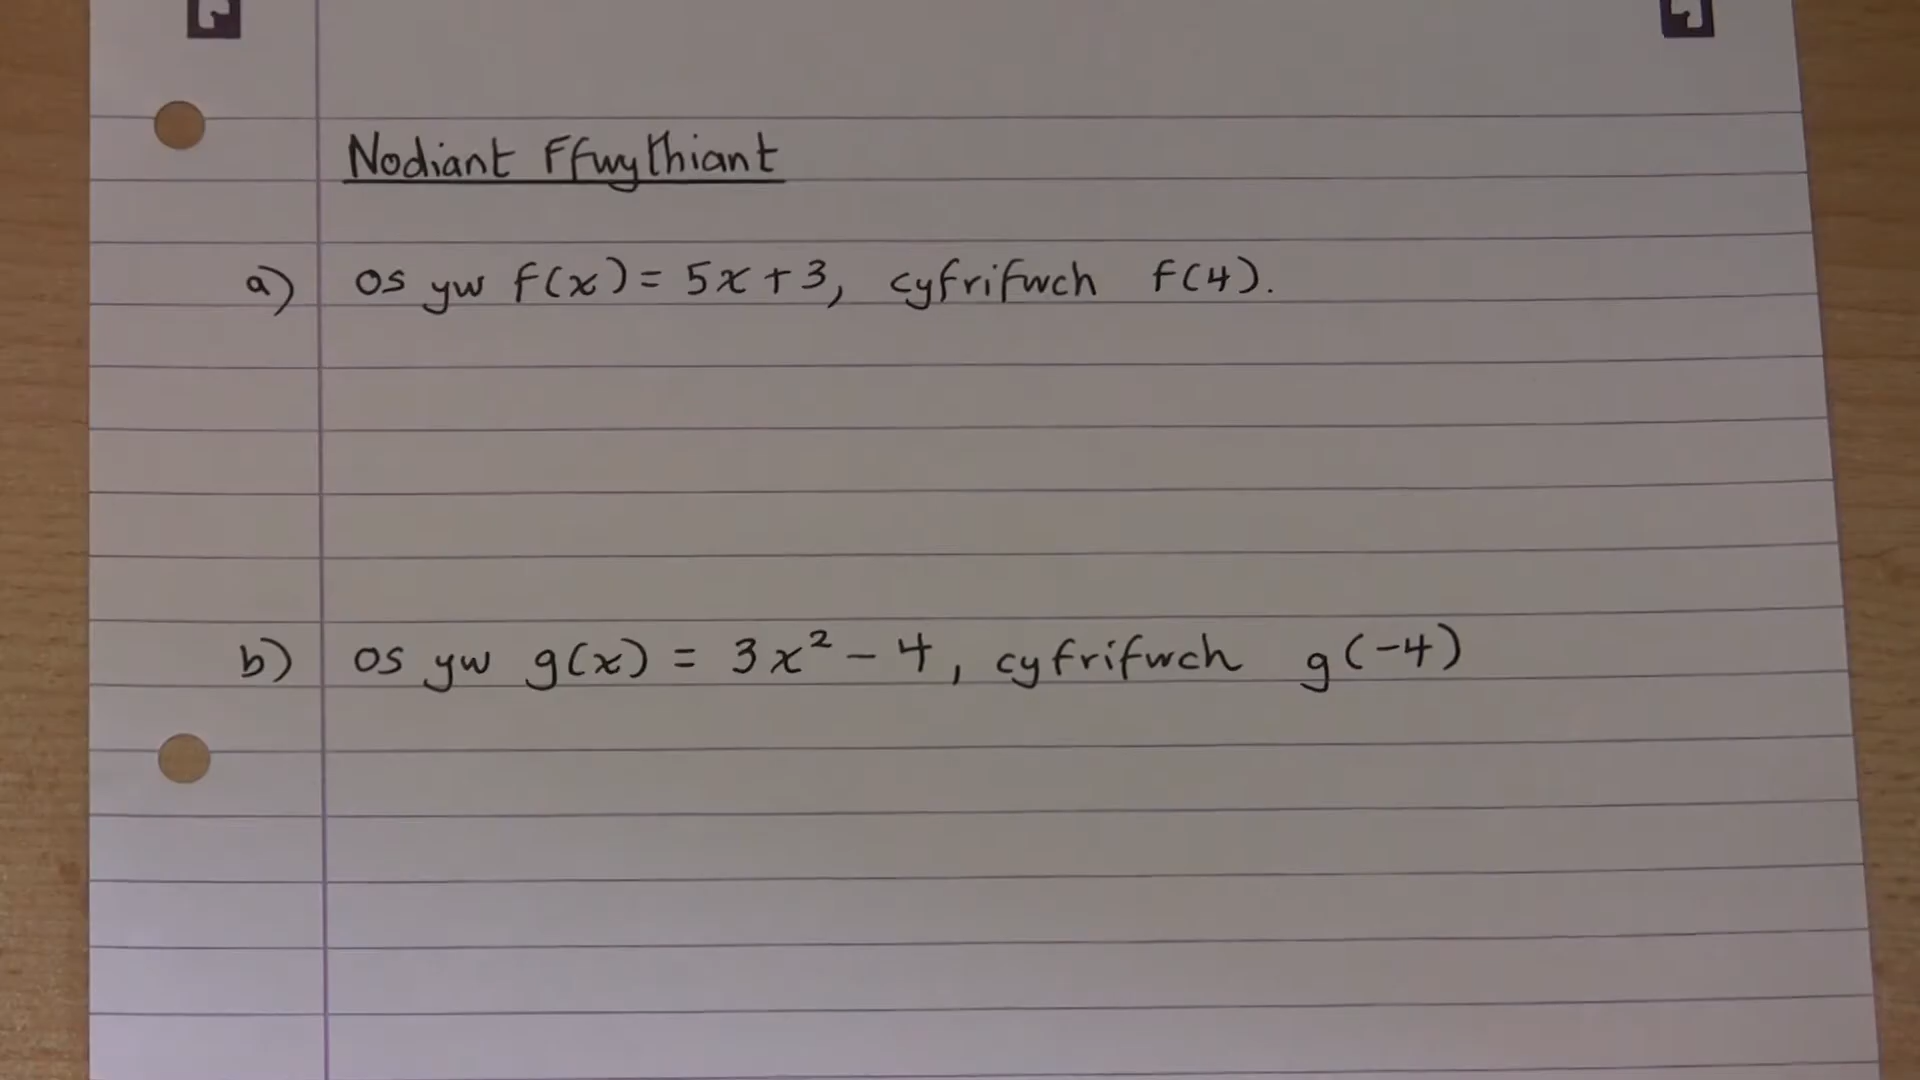 Nodiant Ffwythiant
a) os yw f(x) = 5x + 3, cyfrifwch f(4).
b) os yw g(x) = 3x² - 4, cyfrifwch g(-4)